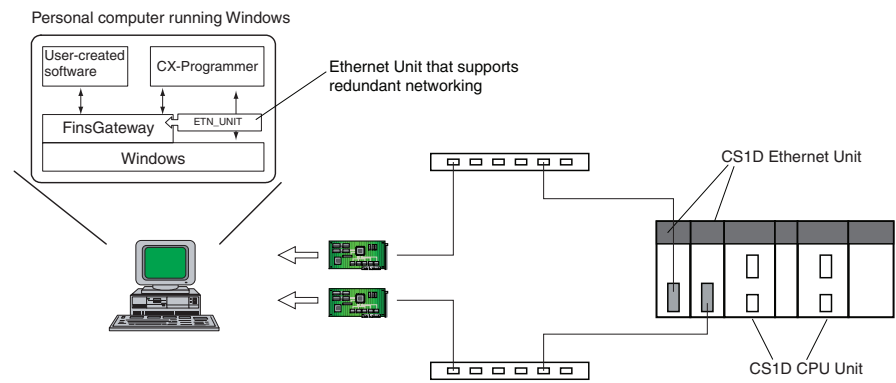 Personal computer running Windows
User-created
software
CX-Programmer
Ethernet Unit that supports
redundant networking
ETN_UNIT
FinsGateway
Windows
CS1D Ethernet Unit
CS1D CPU Unit